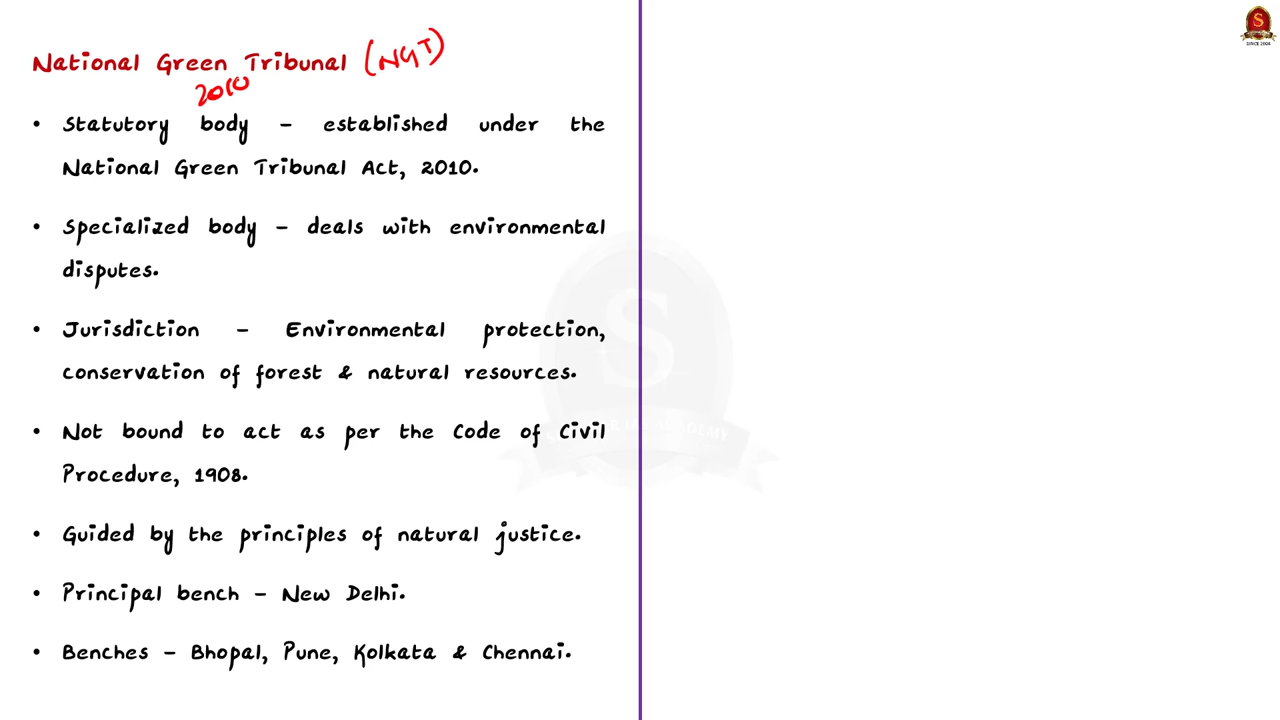 National Green Tribunal (NGT)
2010
• Statutory body - established under the
National Green Tribunal Act, 2010.
• Specialized body - deals with environmental
disputes.
• Jurisdiction - Environmental protection,
conservation of forest & natural resources.
• Not bound to act as per the Code of Civil
Procedure, 1908.
• Guided by the principles of natural justice.
• Principal bench - New Delhi.
• Benches - Bhopal, Pune, Kolkata & Chennai.
S
SINCE 2004